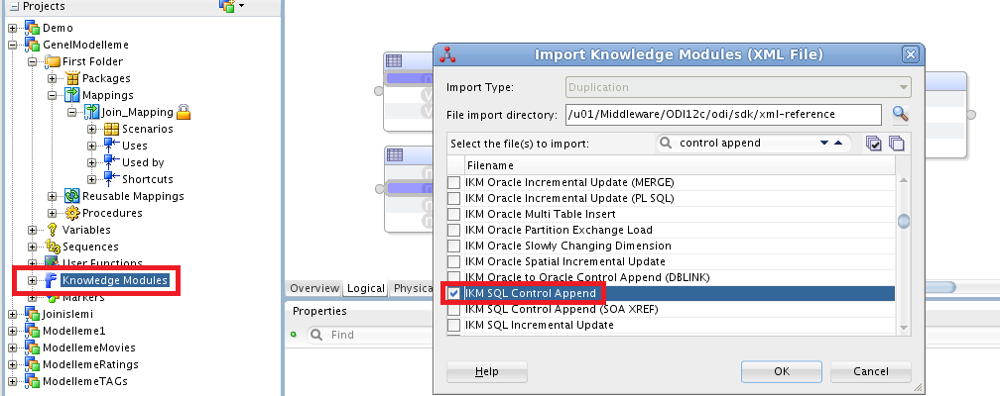 Projects
Demo
GenelModelleme
First Folder
Packages
Mappings
Join_Mapping
Scenarios
Uses
Used by
Shortcuts
Reusable Mappings
Procedures
Variables
Sequences
User Functions
Knowledge Modules
Markers
Joinislemi
Modelleme1
ModellemeMovies
ModellemeRatings
ModellemeTAGs
Overview Logical Physica
Properties
Find
Import Knowledge Modules (XML File)
Import Type: Duplication
File import directory: /u01/Middleware/ODI12c/odi/sdk/xml-reference
Select the file(s) to import: control append
Filename
IKM Oracle Incremental Update (MERGE)
IKM Oracle Incremental Update (PL SQL)
IKM Oracle Multi Table Insert
IKM Oracle Partition Exchange Load
IKM Oracle Slowly Changing Dimension
IKM Oracle Spatial Incremental Update
IKM Oracle to Oracle Control Append (DBLINK)
IKM SQL Control Append
IKM SQL Control Append (SOA XREF)
IKM SQL Incremental Update
Help OK Cancel